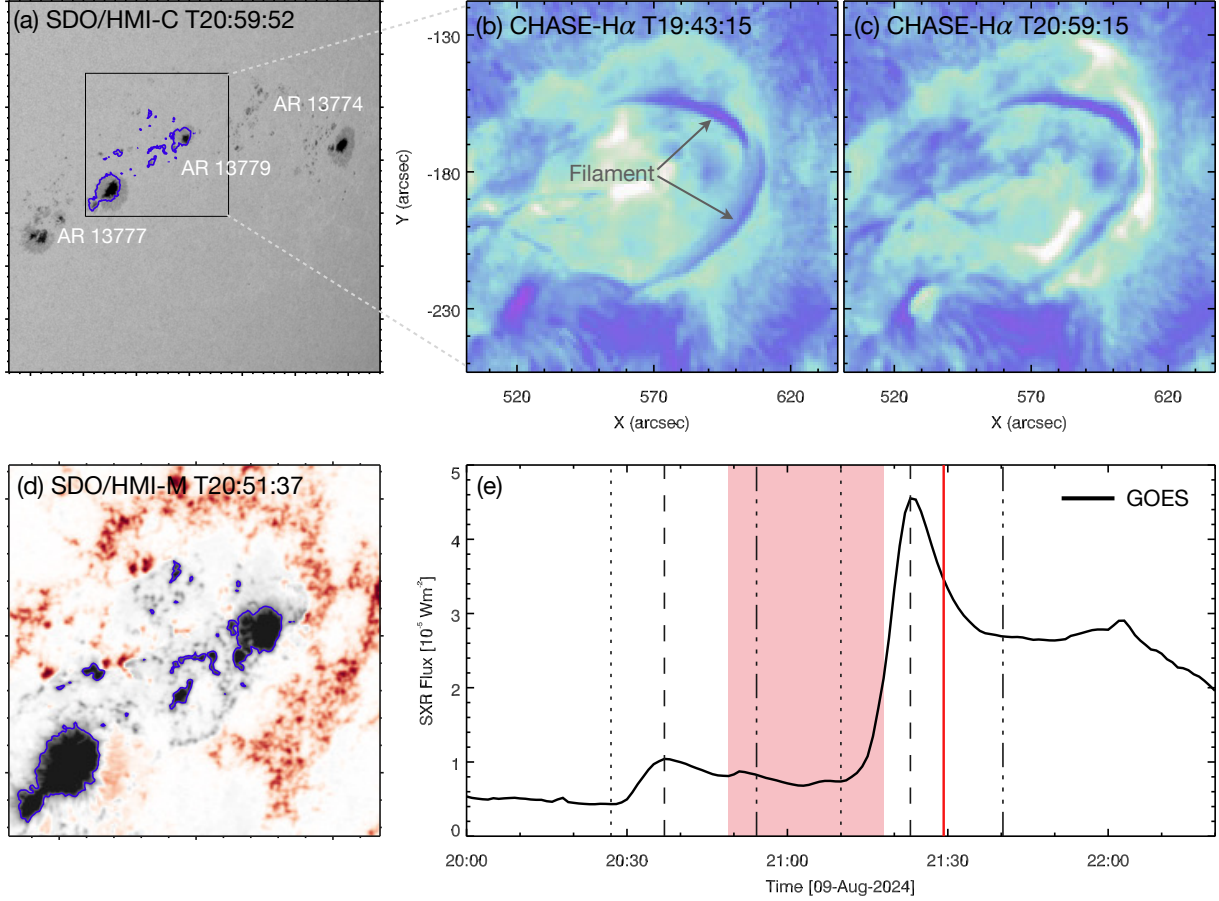 (a) SDO/HMI-C T20:59:52
AR 13774
AR 13779
AR 13777
(b) CHASE-Hα T19:43:15
Filament
(c) CHASE-Hα T20:59:15
-130
-180
-230
Y (arcsec)
520
570
620
X (arcsec)
520
570
620
X (arcsec)
(d) SDO/HMI-M T20:51:37
(e)
GOES
5
4
3
2
1
0
SXR Flux [10⁻⁵ Wm⁻²]
20:00
20:30
21:00
21:30
22:00
Time [09-Aug-2024]